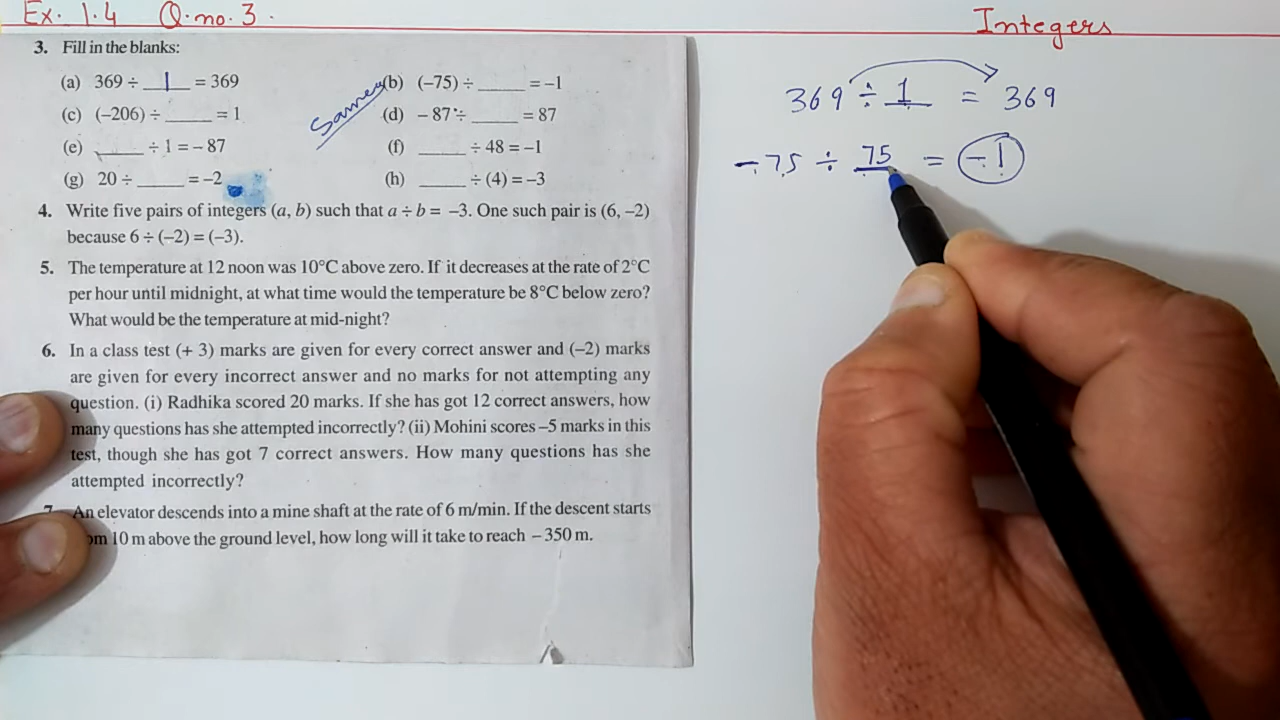 Ex. 1.4 Q. no. 3. Integers
3. Fill in the blanks:
(a) 369 ÷ 1 = 369 (b) (–75) ÷ _____ = –1
Same
(c) (–206) ÷ _____ = 1 (d) – 87 ÷ _____ = 87
(e) _____ ÷ 1 = – 87 (f) _____ ÷ 48 = –1
(g) 20 ÷ _____ = –2 (h) _____ ÷ (4) = –3
4. Write five pairs of integers (a, b) such that a ÷ b = –3. One such pair is (6, –2)
because 6 ÷ (–2) = (–3).
5. The temperature at 12 noon was 10°C above zero. If it decreases at the rate of 2°C
per hour until midnight, at what time would the temperature be 8°C below zero?
What would be the temperature at mid-night?
6. In a class test (+ 3) marks are given for every correct answer and (–2) marks
are given for every incorrect answer and no marks for not attempting any
question. (i) Radhika scored 20 marks. If she has got 12 correct answers, how
many questions has she attempted incorrectly? (ii) Mohini scores –5 marks in this
test, though she has got 7 correct answers. How many questions has she
attempted incorrectly?
An elevator descends into a mine shaft at the rate of 6 m/min. If the descent starts
10 m above the ground level, how long will it take to reach – 350 m.
369 ÷ 1 = 369
–75 ÷ 75 = –1